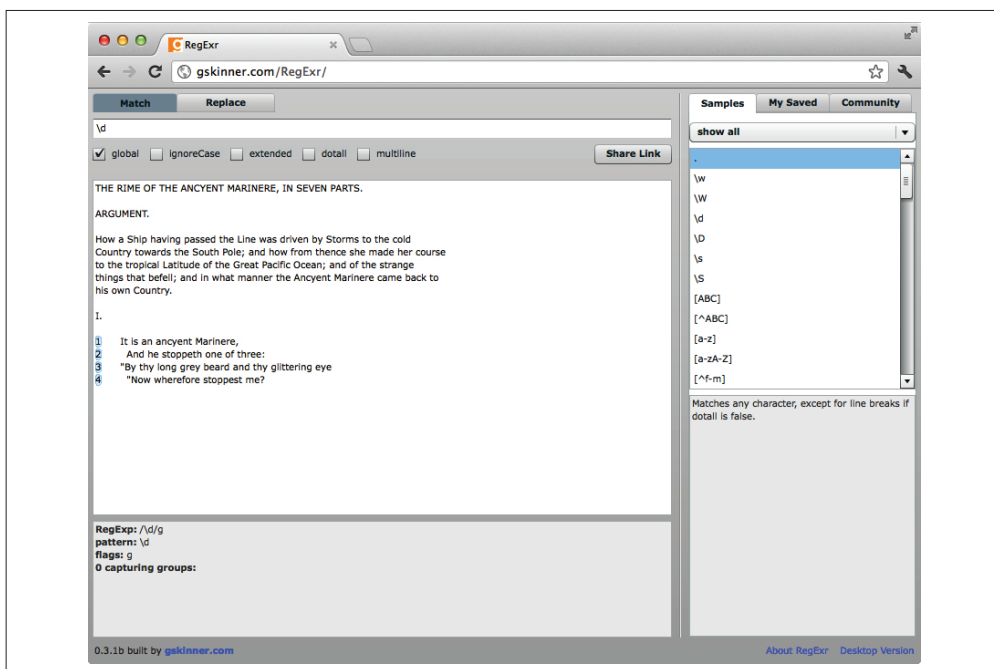 RegExr
gskinner.com/RegExr/
Match Replace
\d
global ignoreCase extended dotall multiline Share Link
THE RIME OF THE ANCYENT MARINERE, IN SEVEN PARTS.
ARGUMENT.
How a Ship having passed the Line was driven by Storms to the cold
Country towards the South Pole; and how from thence she made her course
to the tropical Latitude of the Great Pacific Ocean; and of the strange
things that befell; and in what manner the Ancyent Marinere came back to
his own Country.
I.
1 It is an ancyent Marinere,
2 And he stoppeth one of three:
3 "By thy long grey beard and thy glittering eye
4 "Now wherefore stoppest me?
RegExp: /\d/g
pattern: \d
flags: g
0 capturing groups:
Samples My Saved Community
show all
.
\w
\W
\d
\D
\s
\S
[ABC]
[^ABC]
[a-z]
[a-zA-Z]
[^f-m]
Matches any character, except for line breaks if
dotall is false.
0.3.1b built by gskinner.com
About RegExr Desktop Version